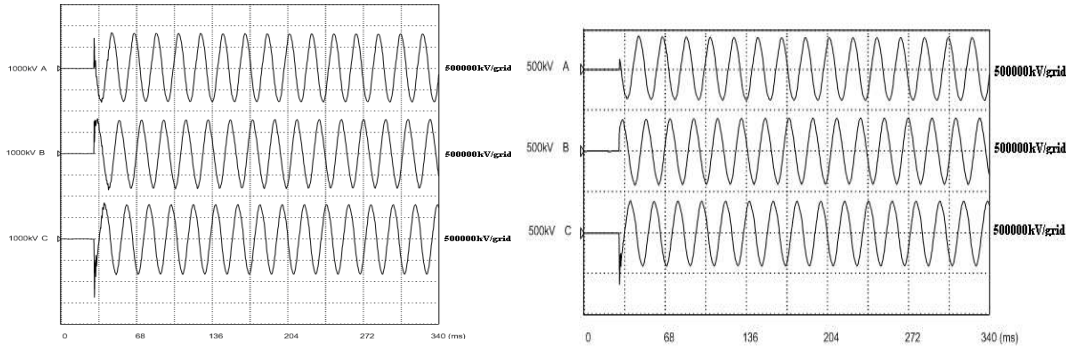 1000kV A
500000kV/grid
1000kV B
500000kV/grid
1000kV C
500000kV/grid
0 68 136 204 272 340 (ms)
500kV A
500000kV/grid
500kV B
500000kV/grid
500kV C
500000kV/grid
0 68 136 204 272 340 (ms)